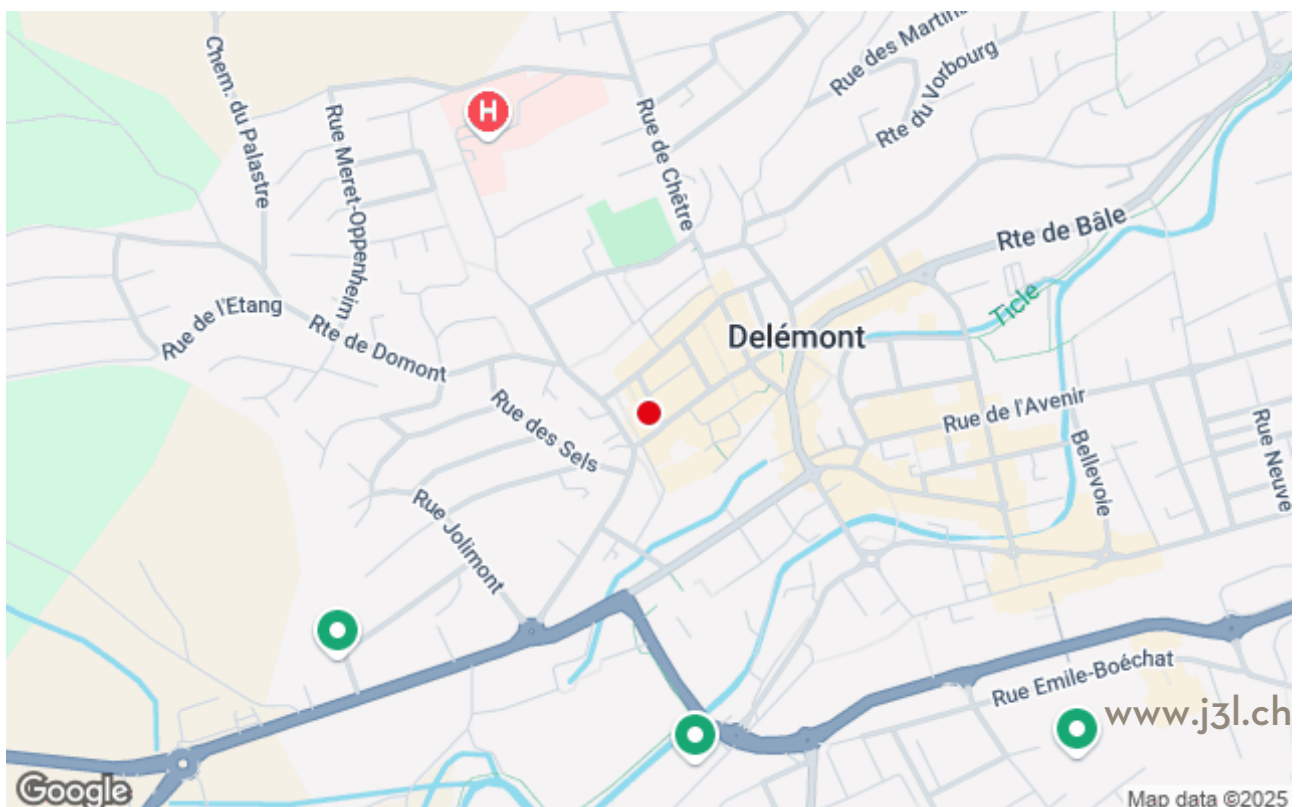 Chem. du Palastre
Rue Meret-Oppenheim
H
Rue de Chêtre
Rue des Martins
Rte du Vorbourg
Rte de Bâle
Ticle
Rue de l'Etang
Rte de Domont
Delémont
Rue des Sels
Rue de l'Avenir
Bellevoie
Rue Neuve
Rue Jolimont
Rue Emile-Boéchat
www.j3l.ch
Google
Map data ©2025